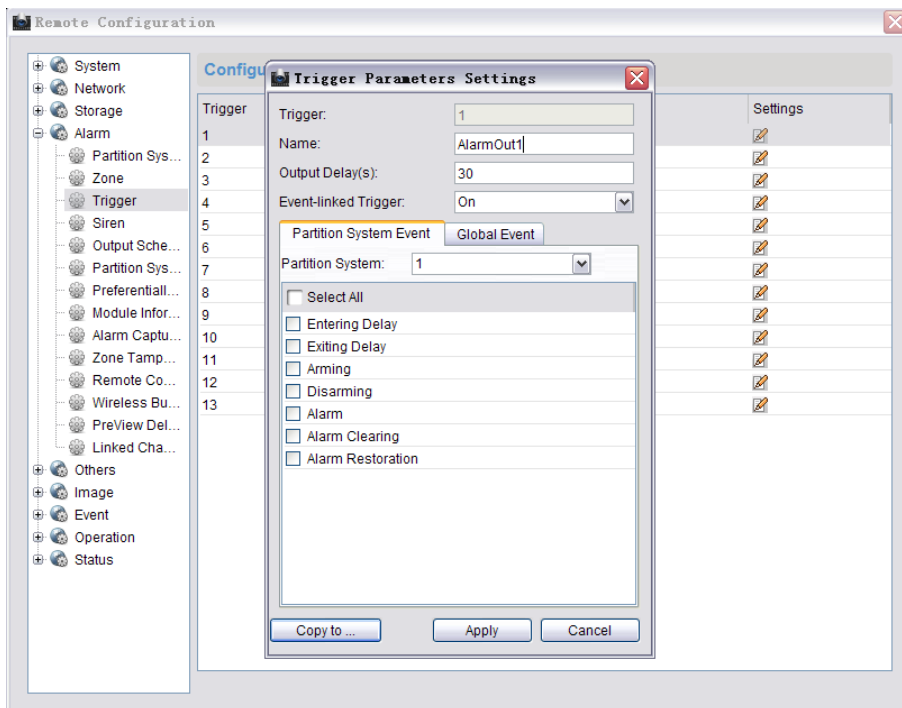 Remote Configuration
System
Network
Storage
Alarm
Partition Sys...
Zone
Trigger
Siren
Output Sche...
Partition Sys...
Preferentiall...
Module Infor...
Alarm Captu...
Zone Tamp...
Remote Co...
Wireless Bu...
PreView Del...
Linked Cha...
Others
Image
Event
Operation
Status
Configu
Trigger
Settings
1
2
3
4
5
6
7
8
9
10
11
12
13
Trigger Parameters Settings
Trigger: 1
Name: AlarmOut1
Output Delay(s): 30
Event-linked Trigger: On
Partition System Event Global Event
Partition System: 1
Select All
Entering Delay
Exiting Delay
Arming
Disarming
Alarm
Alarm Clearing
Alarm Restoration
Copy to ... Apply Cancel